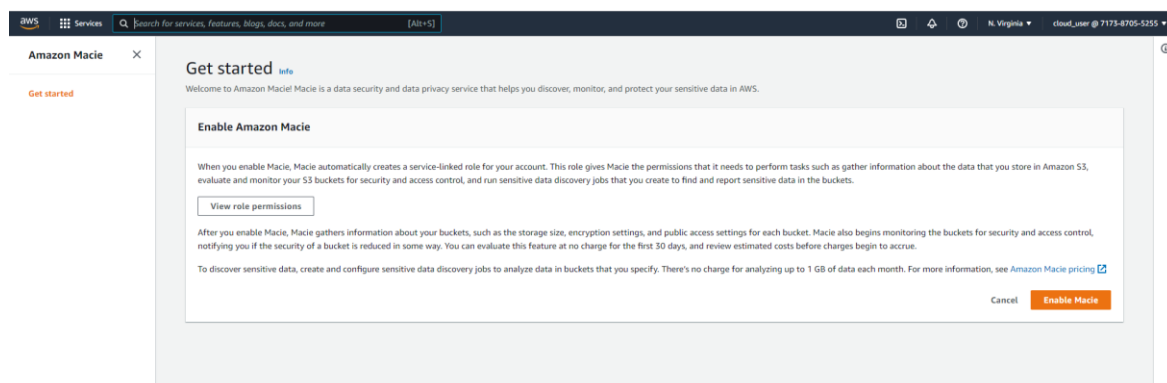 aws Services Search for services, features, blogs, docs, and more [Alt+S] N. Virginia cloud_user @ 7173-8705-5255
Amazon Macie
Get started
Get started Info
Welcome to Amazon Macie! Macie is a data security and data privacy service that helps you discover, monitor, and protect your sensitive data in AWS.
Enable Amazon Macie
When you enable Macie, Macie automatically creates a service-linked role for your account. This role gives Macie the permissions that it needs to perform tasks such as gather information about the data that you store in Amazon S3,
evaluate and monitor your S3 buckets for security and access control, and run sensitive data discovery jobs that you create to find and report sensitive data in the buckets.
View role permissions
After you enable Macie, Macie gathers information about your buckets, such as the storage size, encryption settings, and public access settings for each bucket. Macie also begins monitoring the buckets for security and access control,
notifying you if the security of a bucket is reduced in some way. You can evaluate this feature at no charge for the first 30 days, and review estimated costs before charges begin to accrue.
To discover sensitive data, create and configure sensitive data discovery jobs to analyze data in buckets that you specify. There's no charge for analyzing up to 1 GB of data each month. For more information, see Amazon Macie pricing
Cancel Enable Macie